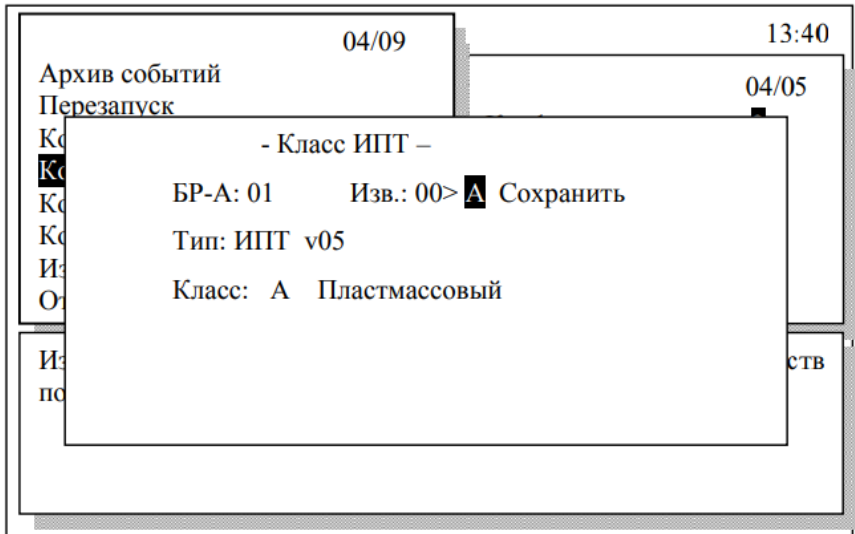 04/09
13:40
Архив событий
04/05
Перезапуск
- Класс ИПТ –
БР-А: 01 Изв.: 00> А Сохранить
Тип: ИПТ v05
Класс: А Пластмассовый